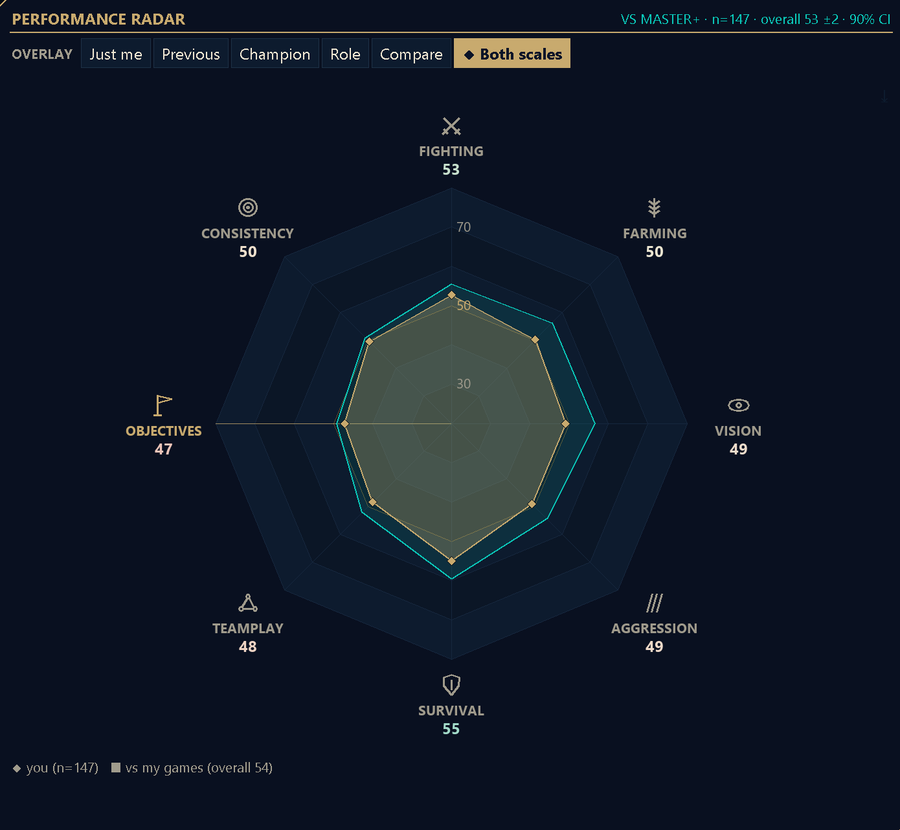 PERFORMANCE RADAR
VS MASTER+ · n=147 · overall 53 ±2 · 90% CI
OVERLAY Just me Previous Champion Role Compare ◆ Both scales
FIGHTING
53
CONSISTENCY
50
FARMING
50
70
50
30
OBJECTIVES
47
VISION
49
TEAMPLAY
48
AGGRESSION
49
SURVIVAL
55
◆ you (n=147) ■ vs my games (overall 54)